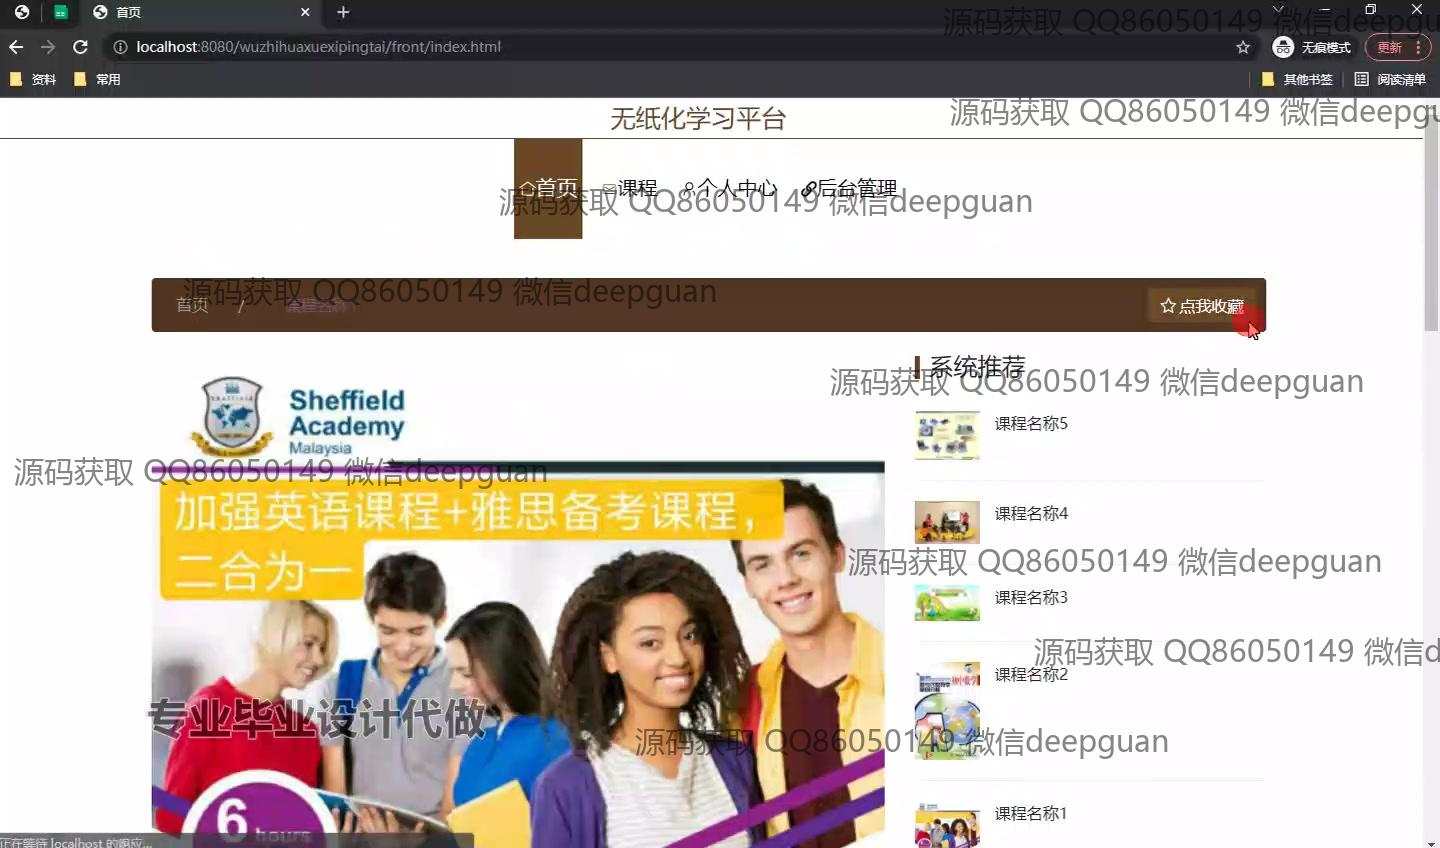 首页
localhost:8080/wuzhihuaxuexipingtai/front/index.html
无痕模式
更新
资料
常用
其他书签
阅读清单
源码获取 QQ86050149 微信deepgu
无纸化学习平台
源码获取 QQ86050149 微信deepgu
首页
课程
个人中心
后台管理
源码获取 QQ86050149 微信deepguan
源码获取 QQ86050149 微信deepguan
首页
/
课程名称1
点我收藏
系统推荐
源码获取 QQ86050149 微信deepguan
Sheffield
Academy
Malaysia
课程名称5
源码获取 QQ86050149 微信deepguan
加强英语课程+雅思备考课程，
二合为一
课程名称4
源码获取 QQ86050149 微信deepguan
课程名称3
源码获取 QQ86050149 微信d
课程名称2
初中数学
专业毕业设计代做
源码获取 QQ86050149 微信deepguan
课程名称1
6
hours
正在等待 localhost 的响应...